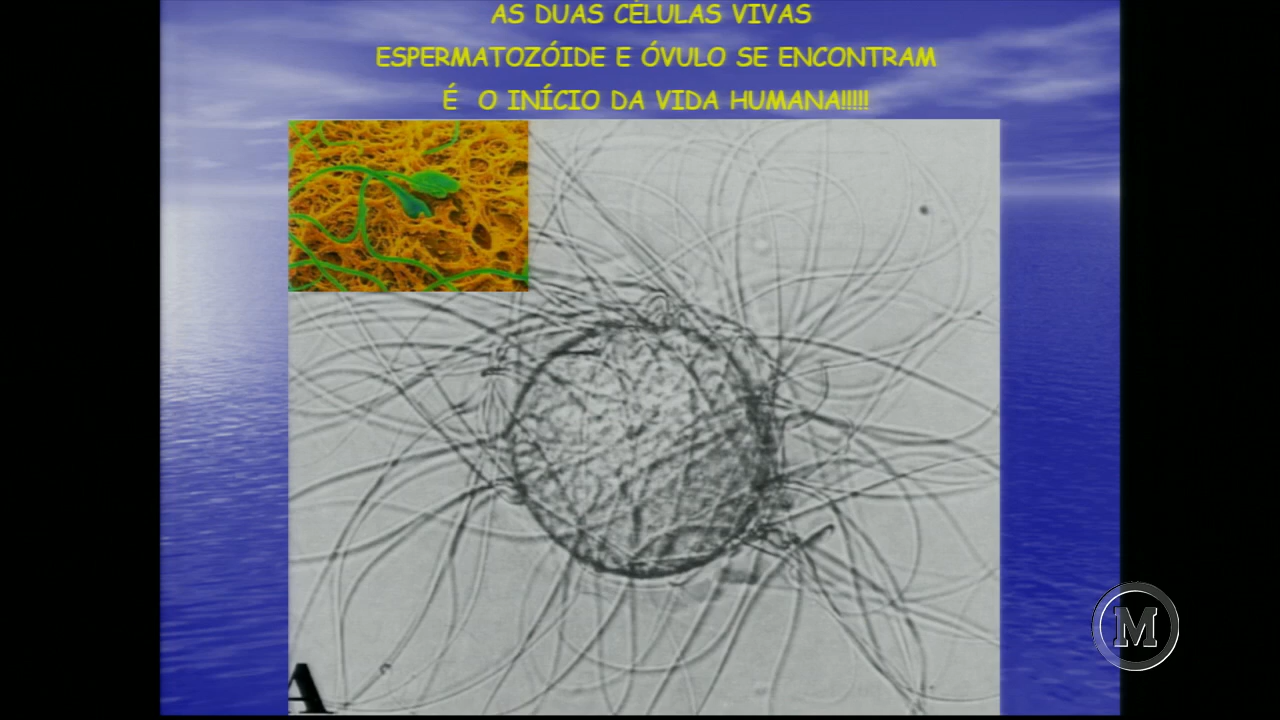 AS DUAS CÉLULAS VIVAS
ESPERMATOZÓIDE E ÓVULO SE ENCONTRAM
É O INÍCIO DA VIDA HUMANA!!!!!
A
M